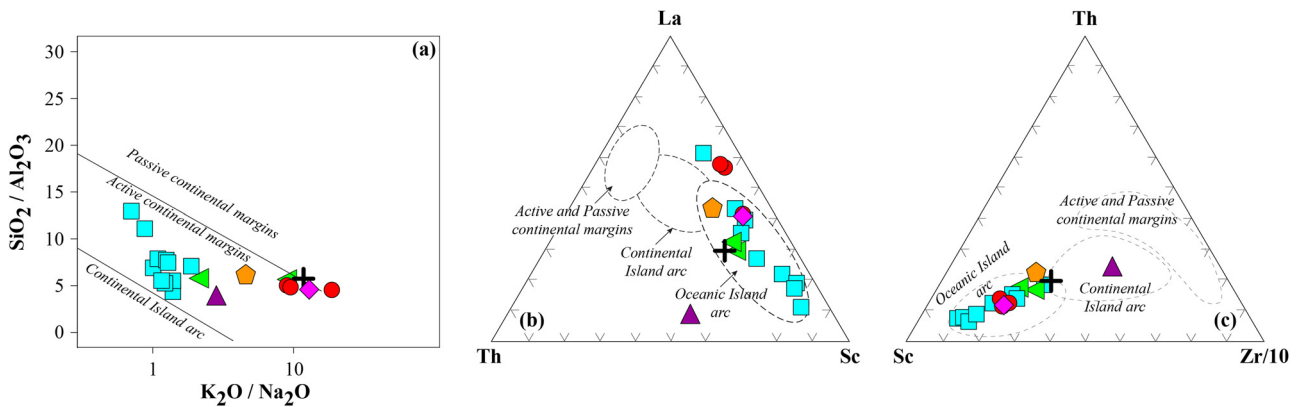 (a)
30
25
20
15
10
5
0
SiO2 / Al2O3
1
10
K2O / Na2O
Passive continental margins
Active continental margins
Continental Island arc
La
Active and Passive
continental margins
Continental
Island arc
Oceanic Island
arc
(b)
Th
Sc
Th
Active and Passive
continental margins
Oceanic Island
arc
Continental
Island arc
(c)
Sc
Zr/10